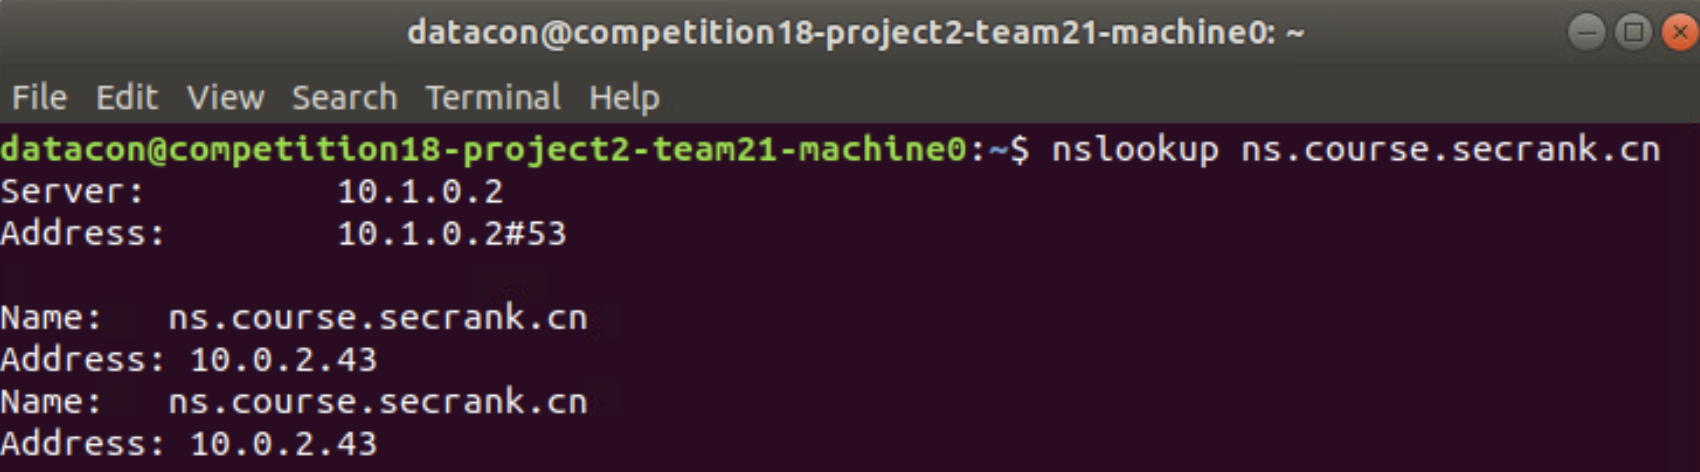 datacon@competition18-project2-team21-machine0: ~
File Edit View Search Terminal Help
datacon@competition18-project2-team21-machine0:~$ nslookup ns.course.secrank.cn
Server: 10.1.0.2
Address: 10.1.0.2#53
Name: ns.course.secrank.cn
Address: 10.0.2.43
Name: ns.course.secrank.cn
Address: 10.0.2.43